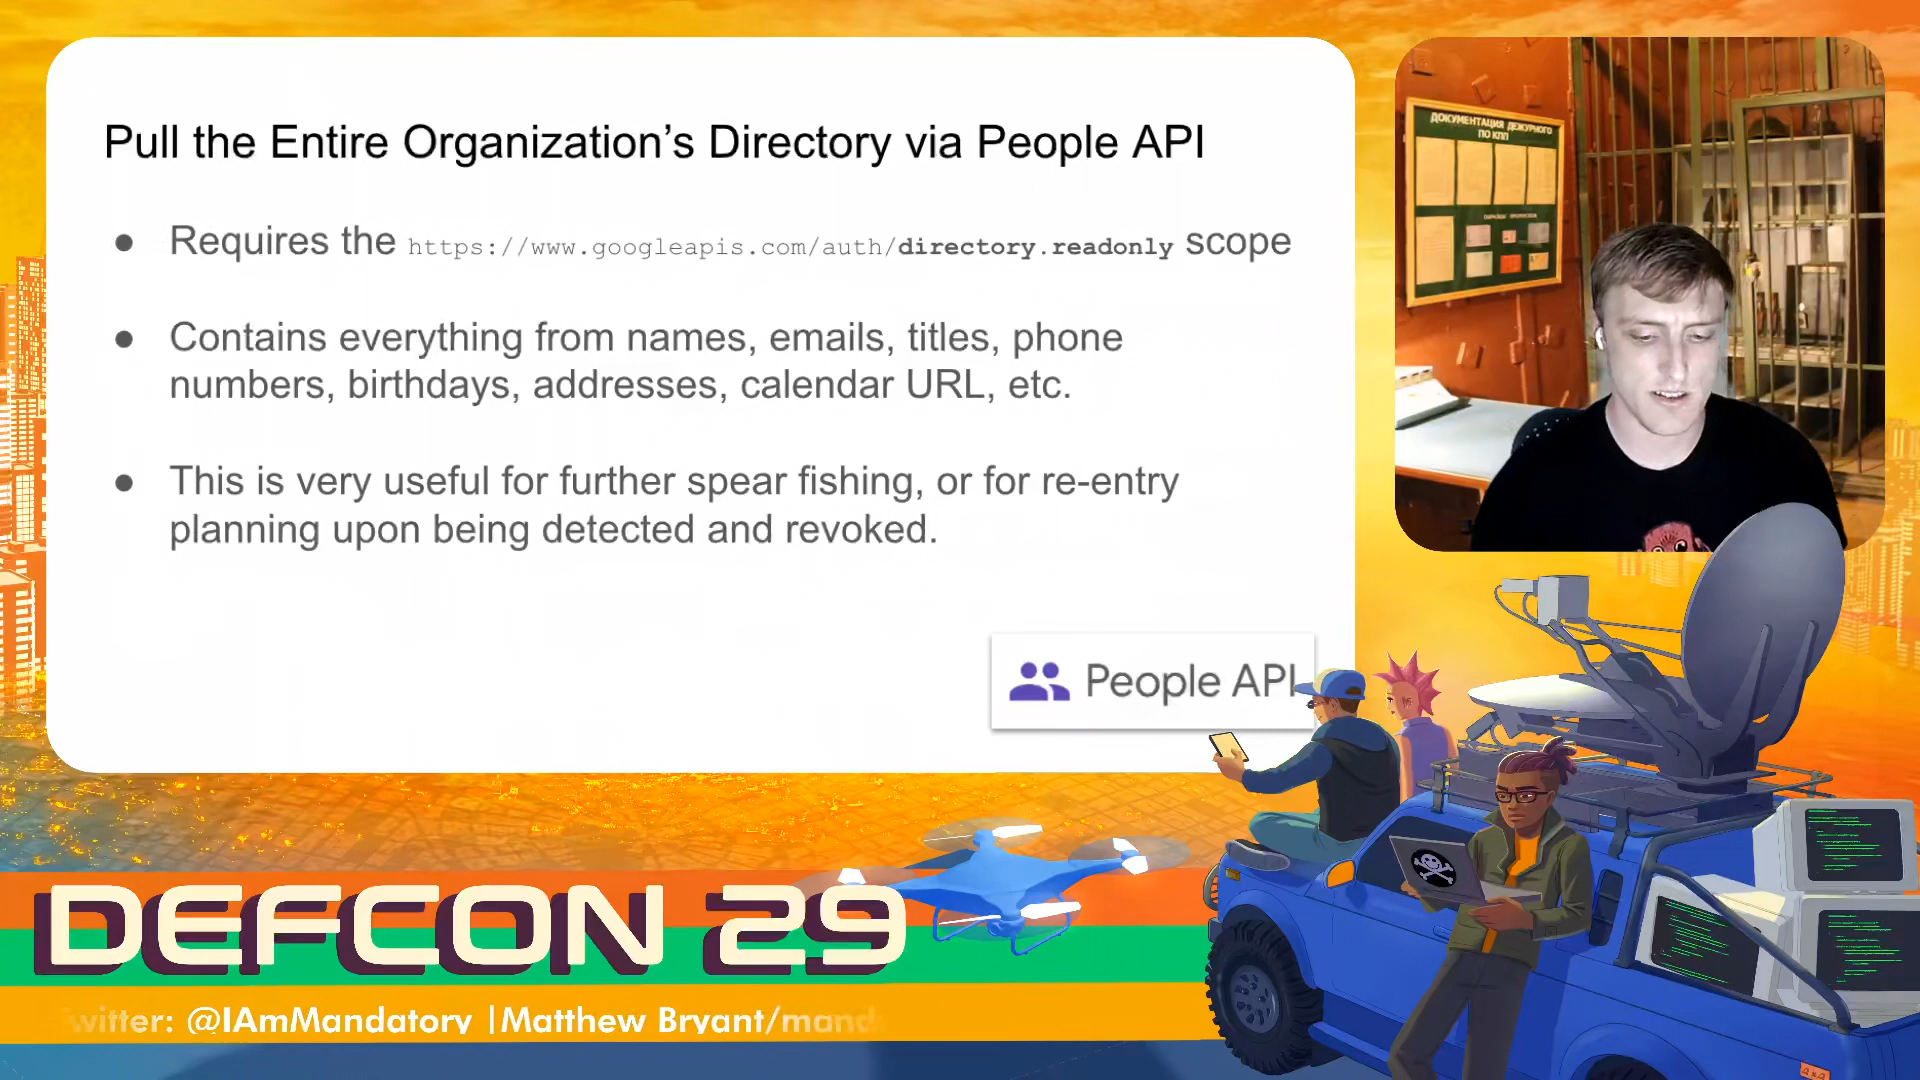 Pull the Entire Organization's Directory via People API
● Requires the https://www.googleapis.com/auth/directory.readonly scope
● Contains everything from names, emails, titles, phone
numbers, birthdays, addresses, calendar URL, etc.
● This is very useful for further spear fishing, or for re-entry
planning upon being detected and revoked.
People API
ДОКУМЕНТАЦИЯ ДЕЖУРНОГО
ПО КПП
DEFCON 29
witter: @IAmMandatory | Matthew Bryant/mand
4x4